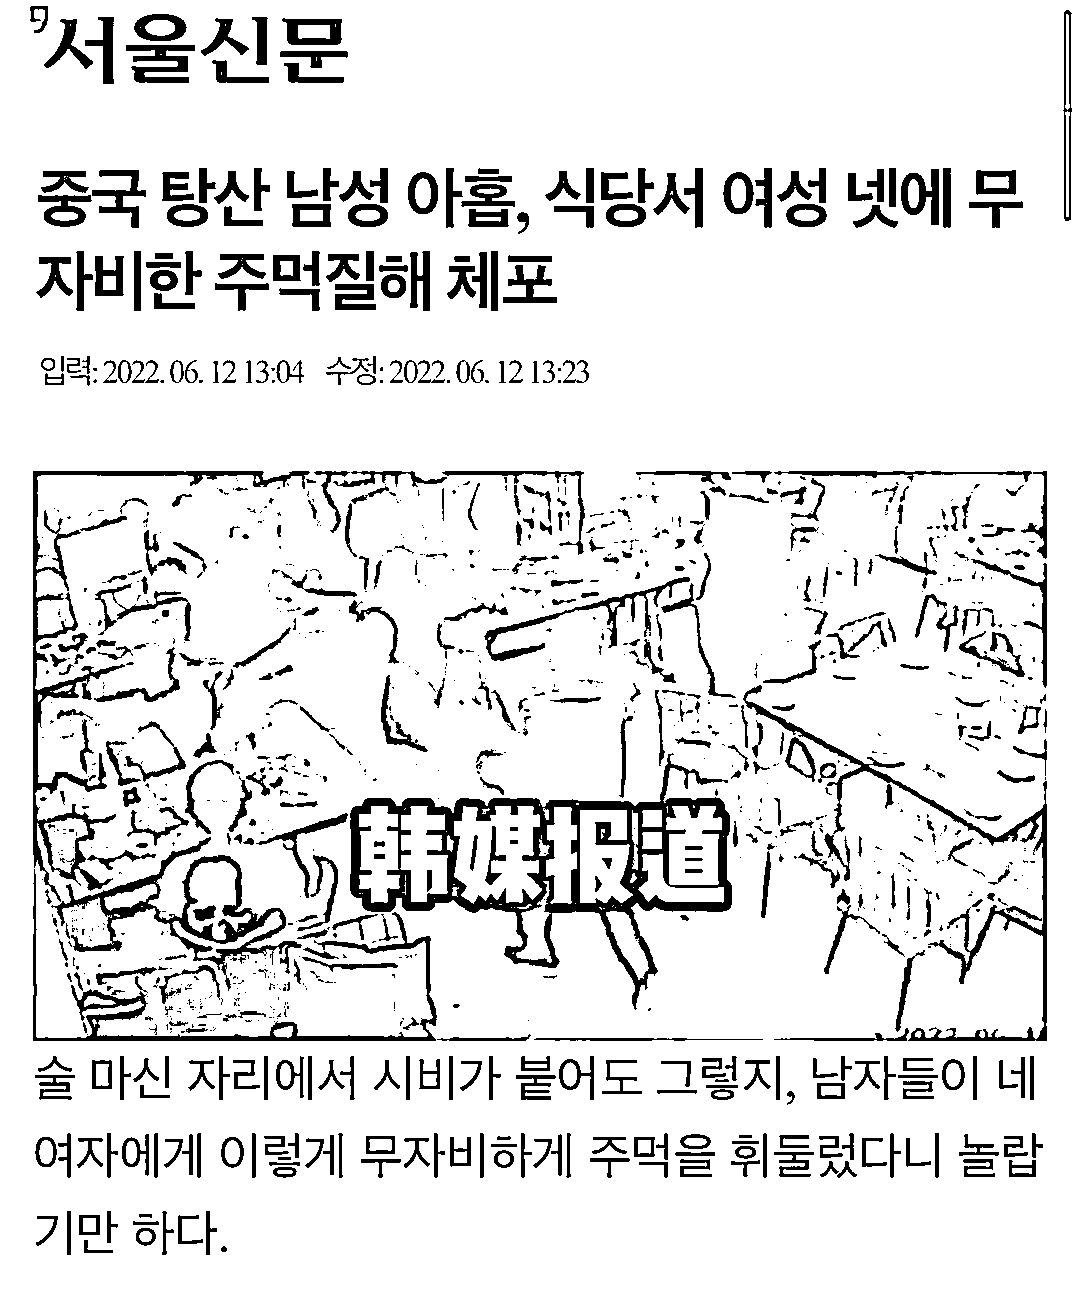 서울신문
중국 탕산 남성 아홉, 식당서 여성 넷에 무
자비한 주먹질해 체포
입력: 2022. 06. 12 13:04 수정: 2022. 06. 12 13:23
韩媒报道
술 마신 자리에서 시비가 붙어도 그렇지, 남자들이 네
여자에게 이렇게 무자비하게 주먹을 휘둘렀다니 놀랍
기만 하다.